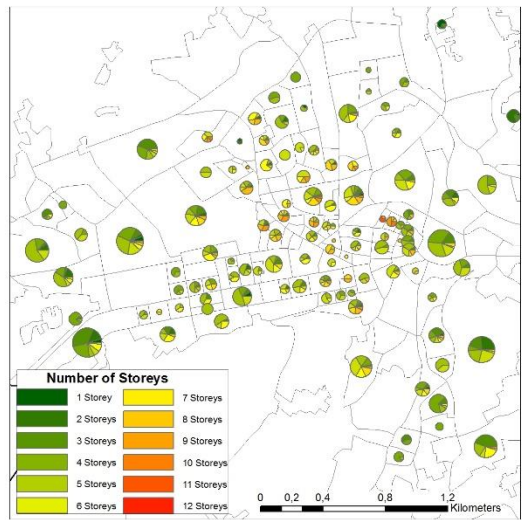 Number of Storeys
1 Storey
2 Storeys
3 Storeys
4 Storeys
5 Storeys
6 Storeys
7 Storeys
8 Storeys
9 Storeys
10 Storeys
11 Storeys
12 Storeys
0 0,2 0,4 0,8 1,2
Kilometers